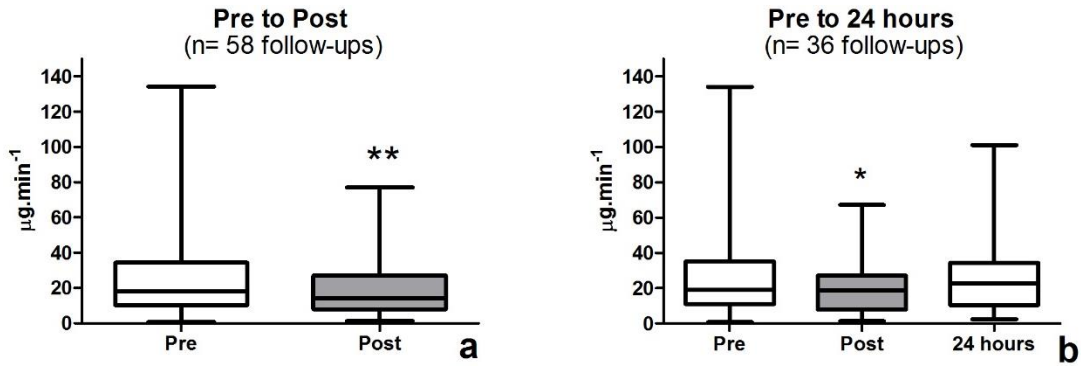 Pre to Post
(n= 58 follow-ups)
140
120
100
80
60
40
20
0
μg.min⁻¹
**
Pre
Post
a
Pre to 24 hours
(n= 36 follow-ups)
140
120
100
80
60
40
20
0
μg.min⁻¹
*
Pre
Post
24 hours
b